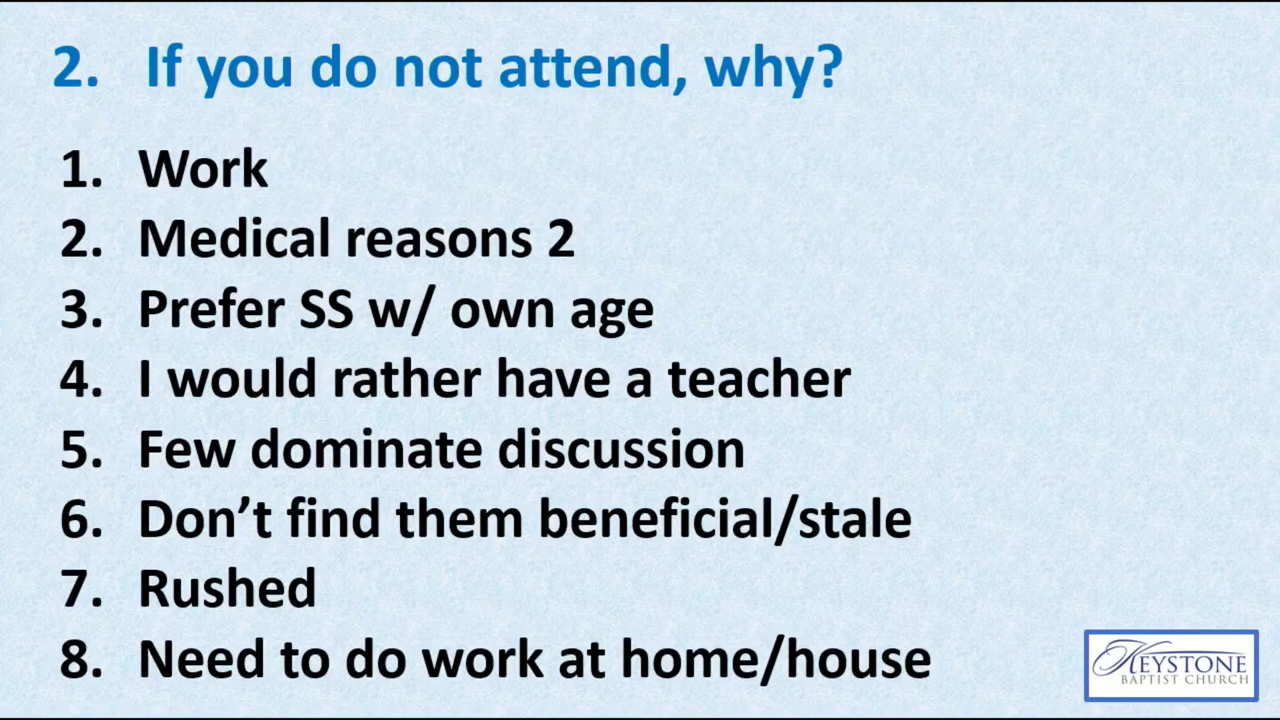 2. If you do not attend, why?
1. Work
2. Medical reasons 2
3. Prefer SS w/ own age
4. I would rather have a teacher
5. Few dominate discussion
6. Don’t find them beneficial/stale
7. Rushed
8. Need to do work at home/house
KEYSTONE
BAPTIST CHURCH